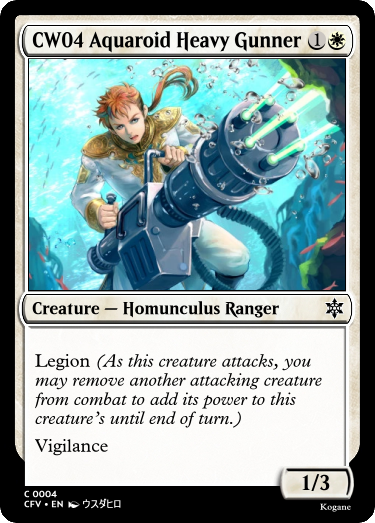 CW04 Aquaroid Heavy Gunner 1
Creature — Homunculus Ranger
Legion (As this creature attacks, you
may remove another attacking creature
from combat to add its power to this
creature's until end of turn.)
Vigilance
1/3
C 0004
CFV • EN ウスダヒロ
Kogane